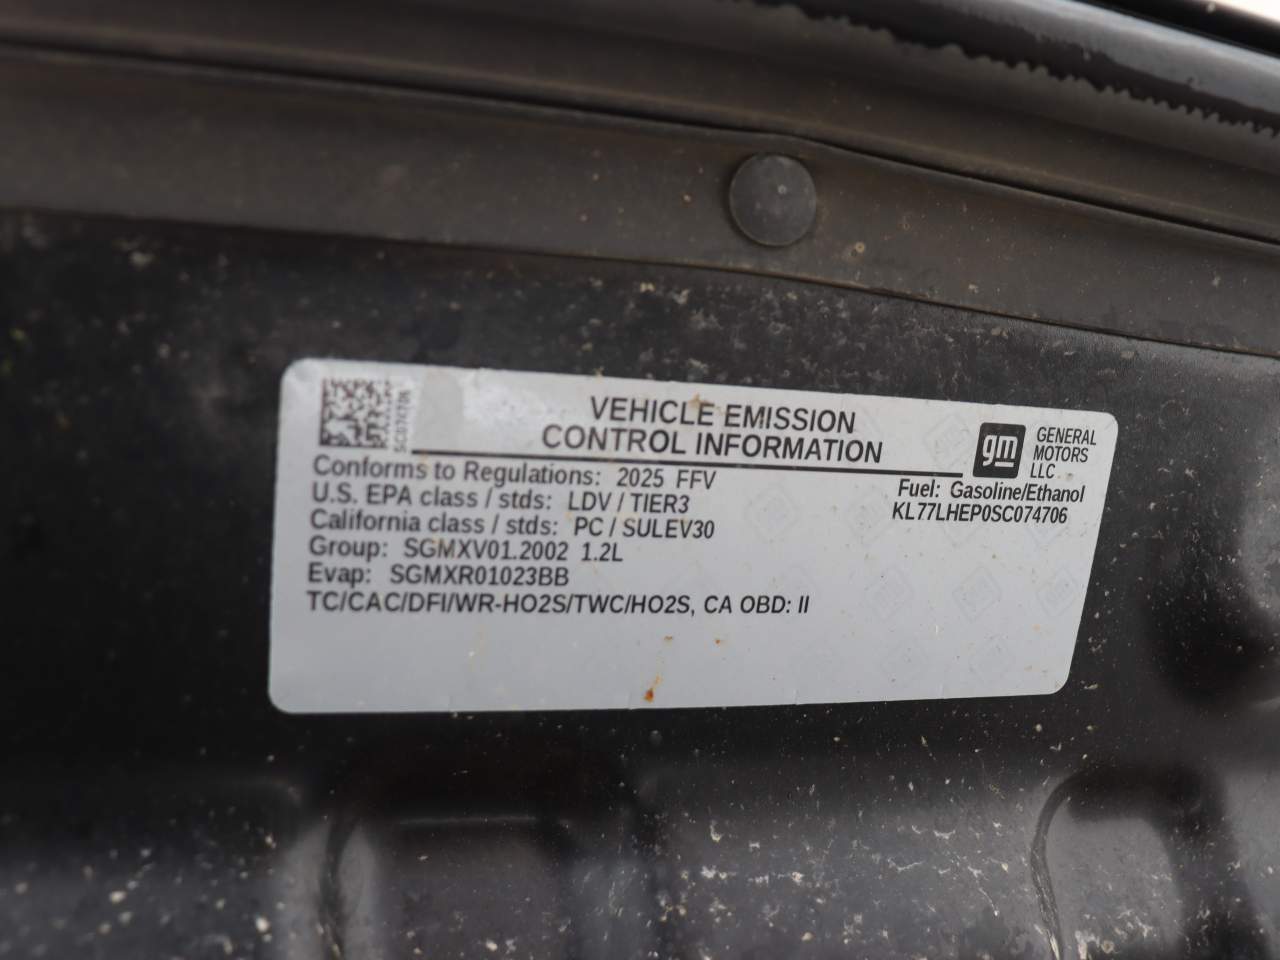 SC074706
VEHICLE EMISSION
CONTROL INFORMATION
gm
GENERAL
MOTORS
LLC
Conforms to Regulations: 2025 FFV
U.S. EPA class / stds: LDV / TIER3
California class / stds: PC / SULEV30
Group: SGMXV01.2002 1.2L
Evap: SGMXR01023BB
TC/CAC/DFI/WR-HO2S/TWC/HO2S, CA OBD: II
Fuel: Gasoline/Ethanol
KL77LHEP0SC074706